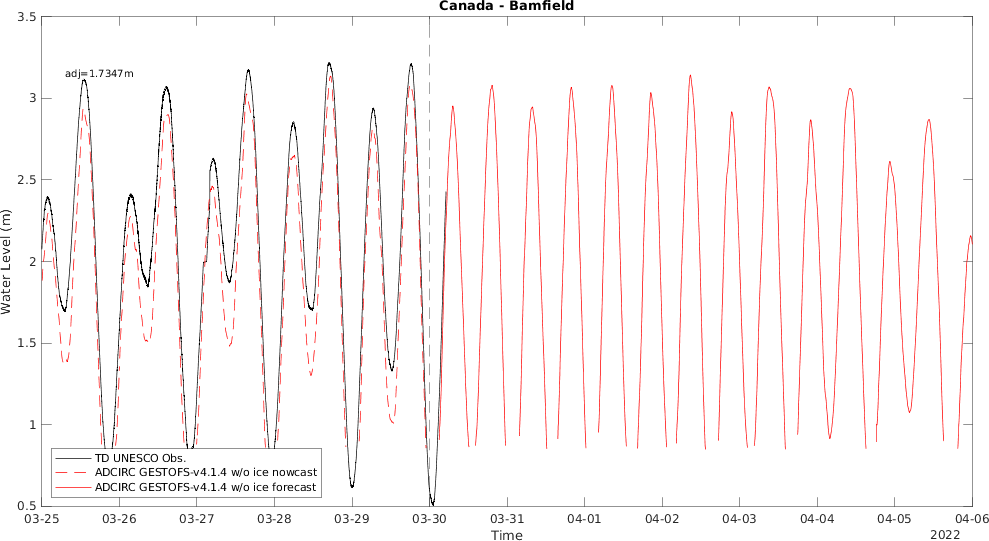 Canada - Bamfield
3.5
adj=1.7347m
3
2.5
2
1.5
1
0.5
Water Level (m)
TD UNESCO Obs.
ADCIRC GESTOFS-v4.1.4 w/o ice nowcast
ADCIRC GESTOFS-v4.1.4 w/o ice forecast
03-25 03-26 03-27 03-28 03-29 03-30 03-31 04-01 04-02 04-03 04-04 04-05 04-06
Time
2022